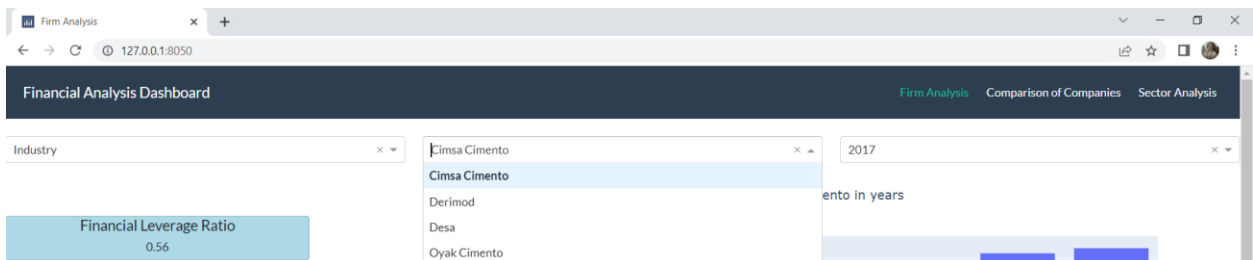 Firm Analysis
127.0.0.1:8050
Financial Analysis Dashboard
Firm Analysis Comparison of Companies Sector Analysis
Industry
Cimsa Cimento
2017
Cimsa Cimento
Derimod
Desa
Oyak Cimento
ento in years
Financial Leverage Ratio
0.56